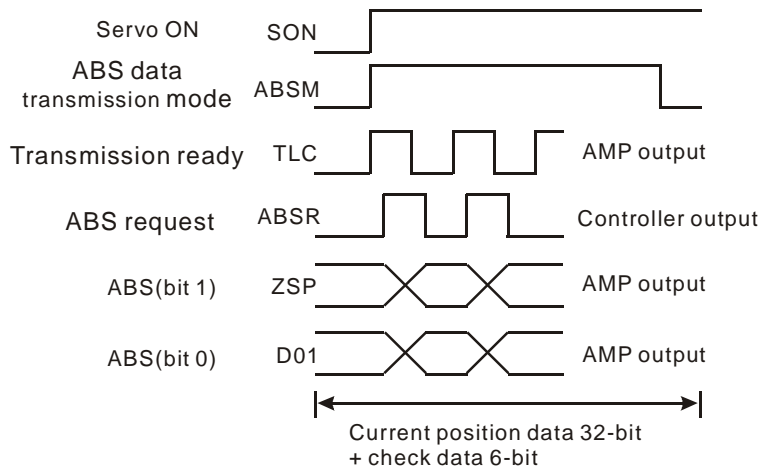 Servo ON SON
ABS data
transmission mode ABSM
Transmission ready TLC AMP output
ABS request ABSR Controller output
ABS(bit 1) ZSP AMP output
ABS(bit 0) D01 AMP output
Current position data 32-bit
+ check data 6-bit